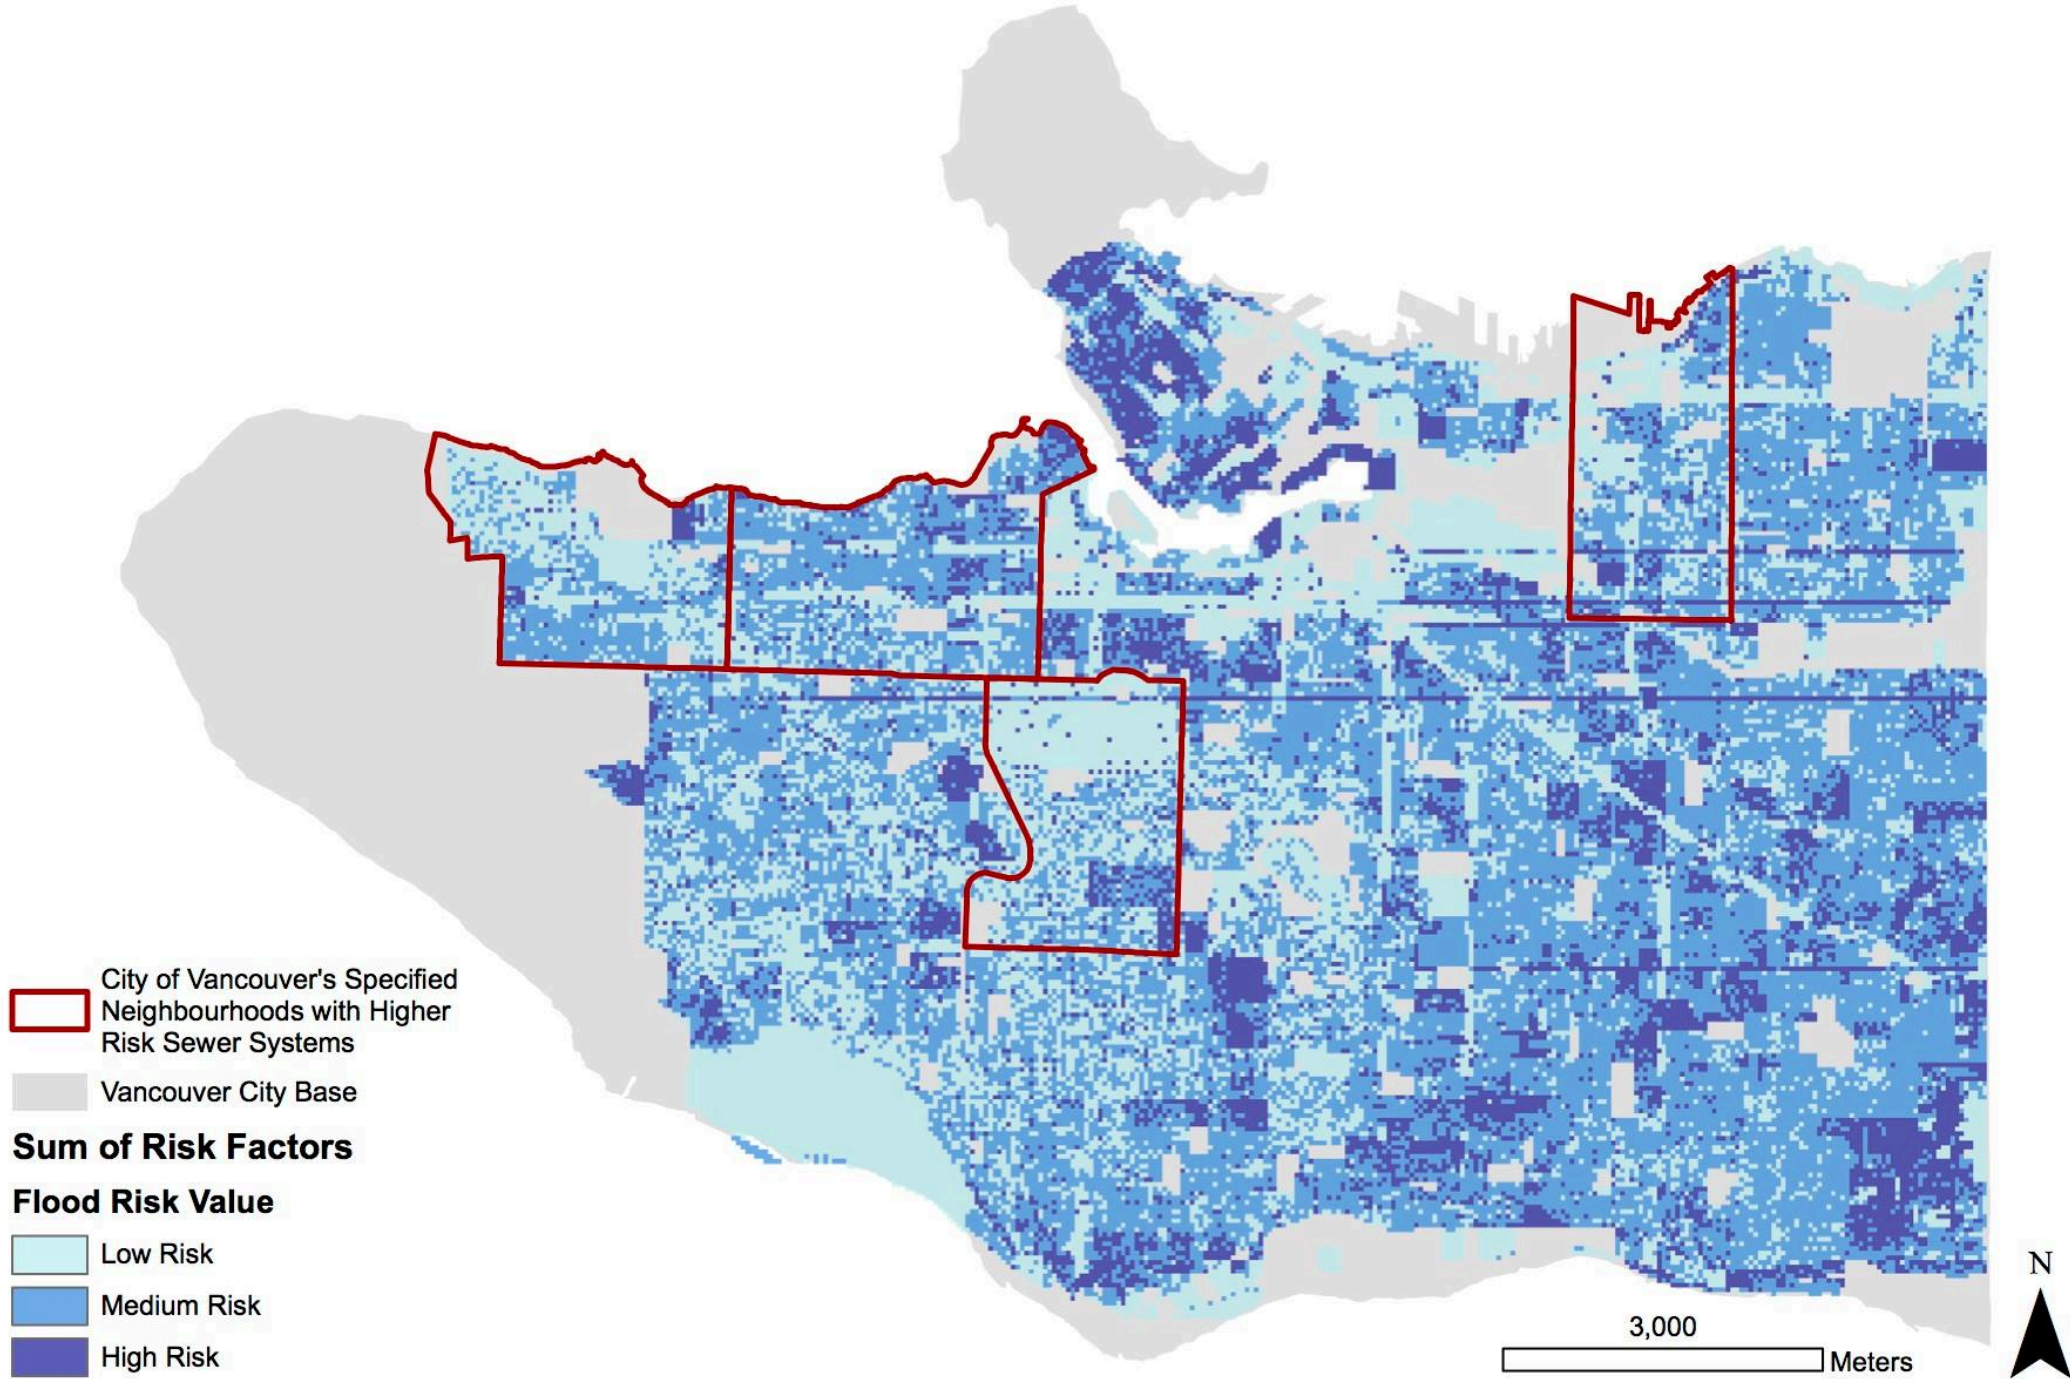 City of Vancouver's Specified
Neighbourhoods with Higher
Risk Sewer Systems
Vancouver City Base
Sum of Risk Factors
Flood Risk Value
Low Risk
Medium Risk
High Risk
3,000
Meters
N